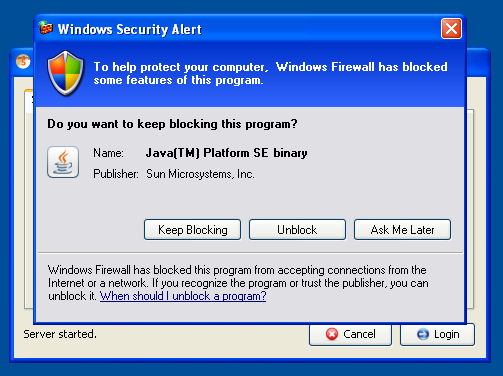 Windows Security Alert
To help protect your computer, Windows Firewall has blocked
some features of this program.
Do you want to keep blocking this program?
Name: Java(TM) Platform SE binary
Publisher: Sun Microsystems, Inc.
Keep Blocking Unblock Ask Me Later
Windows Firewall has blocked this program from accepting connections from the
Internet or a network. If you recognize the program or trust the publisher, you can
unblock it. When should I unblock a program?
Server started. Cancel Login